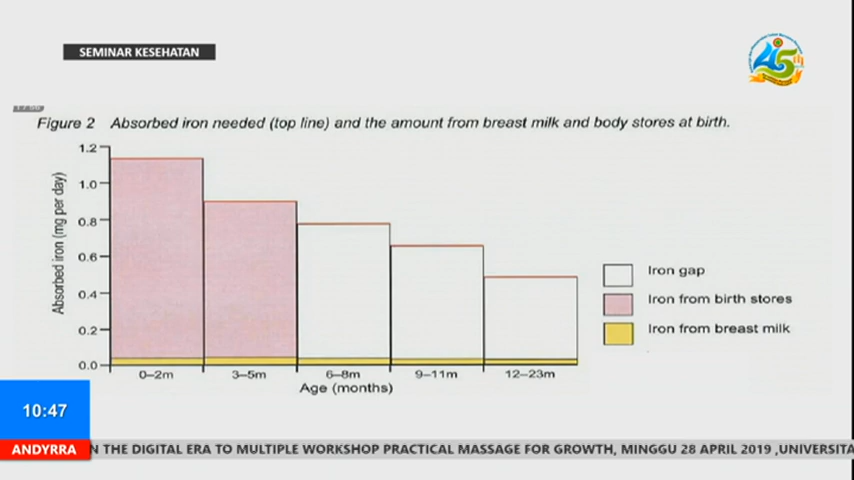 SEMINAR KESEHATAN
45th
Figure 2 Absorbed iron needed (top line) and the amount from breast milk and body stores at birth.
Absorbed iron (mg per day)
1.2
1.0
0.8
0.6
0.4
0.2
0.0
0–2m 3–5m 6–8m 9–11m 12–23m
Age (months)
Iron gap
Iron from birth stores
Iron from breast milk
10:47
ANDYRRA
N THE DIGITAL ERA TO MULTIPLE WORKSHOP PRACTICAL MASSAGE FOR GROWTH, MINGGU 28 APRIL 2019 ,UNIVERSITA